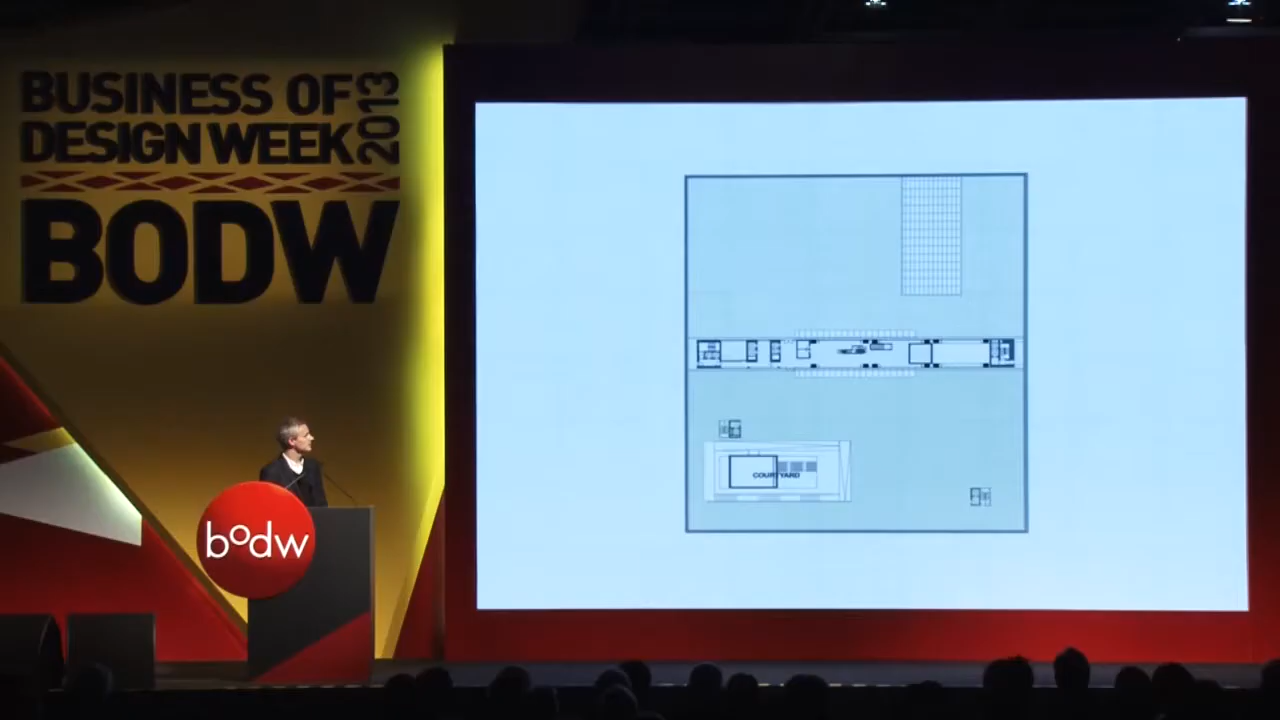 BUSINESS OF
DESIGN WEEK
2013
BODW
bodw
COURTYARD